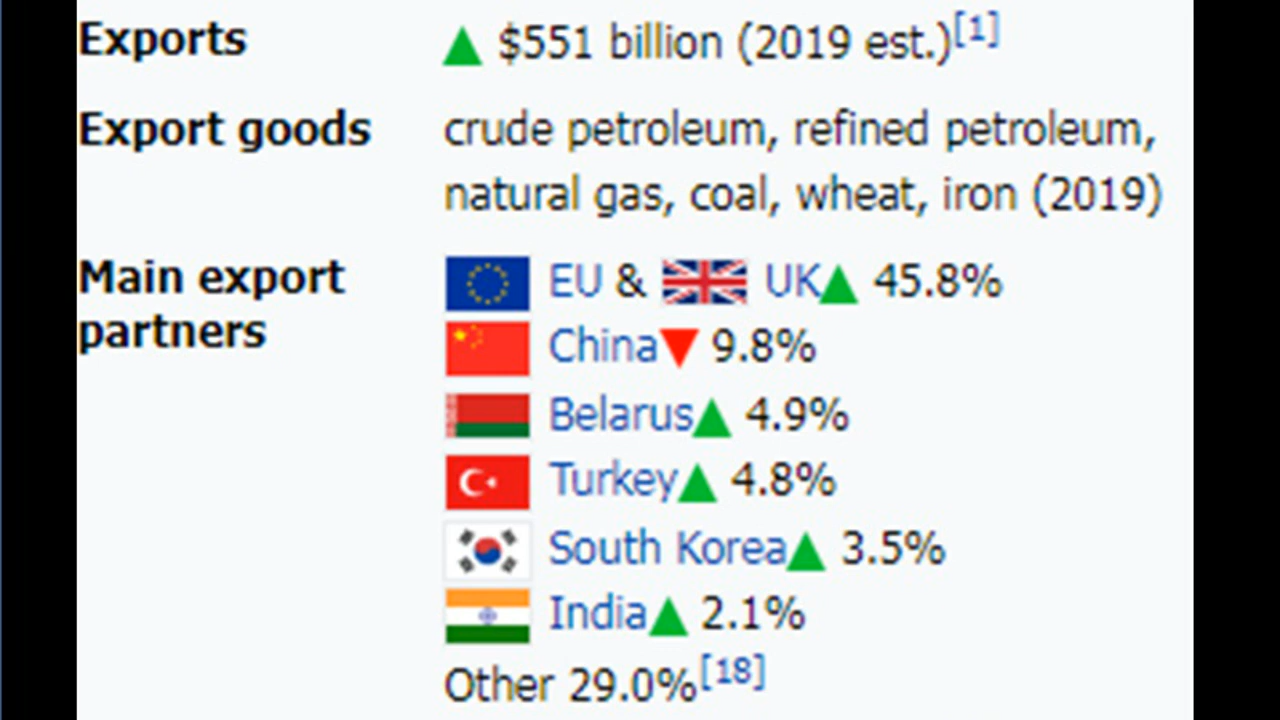 Exports ▲ $551 billion (2019 est.)[1]
Export goods crude petroleum, refined petroleum,
natural gas, coal, wheat, iron (2019)
Main export partners EU & UK▲ 45.8%
China▼ 9.8%
Belarus▲ 4.9%
Turkey▲ 4.8%
South Korea▲ 3.5%
India▲ 2.1%
Other 29.0%[18]